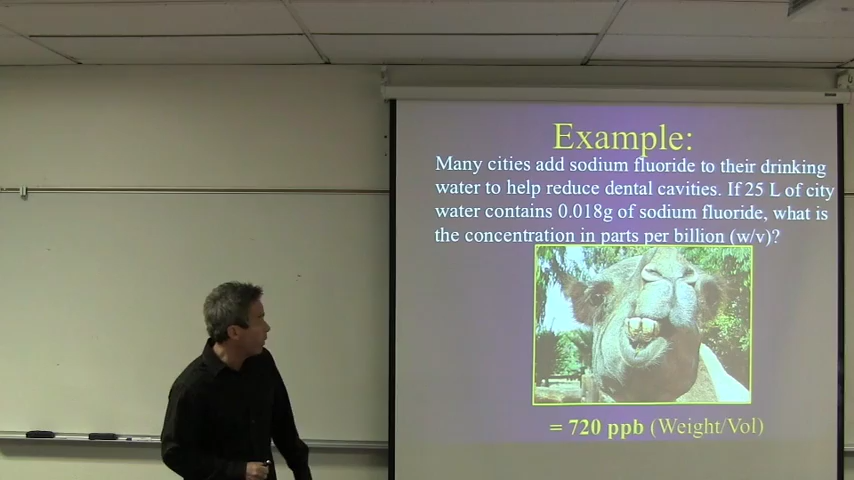 Example:
Many cities add sodium fluoride to their drinking
water to help reduce dental cavities. If 25 L of city
water contains 0.018g of sodium fluoride, what is
the concentration in parts per billion (w/v)?
= 720 ppb (Weight/Vol)